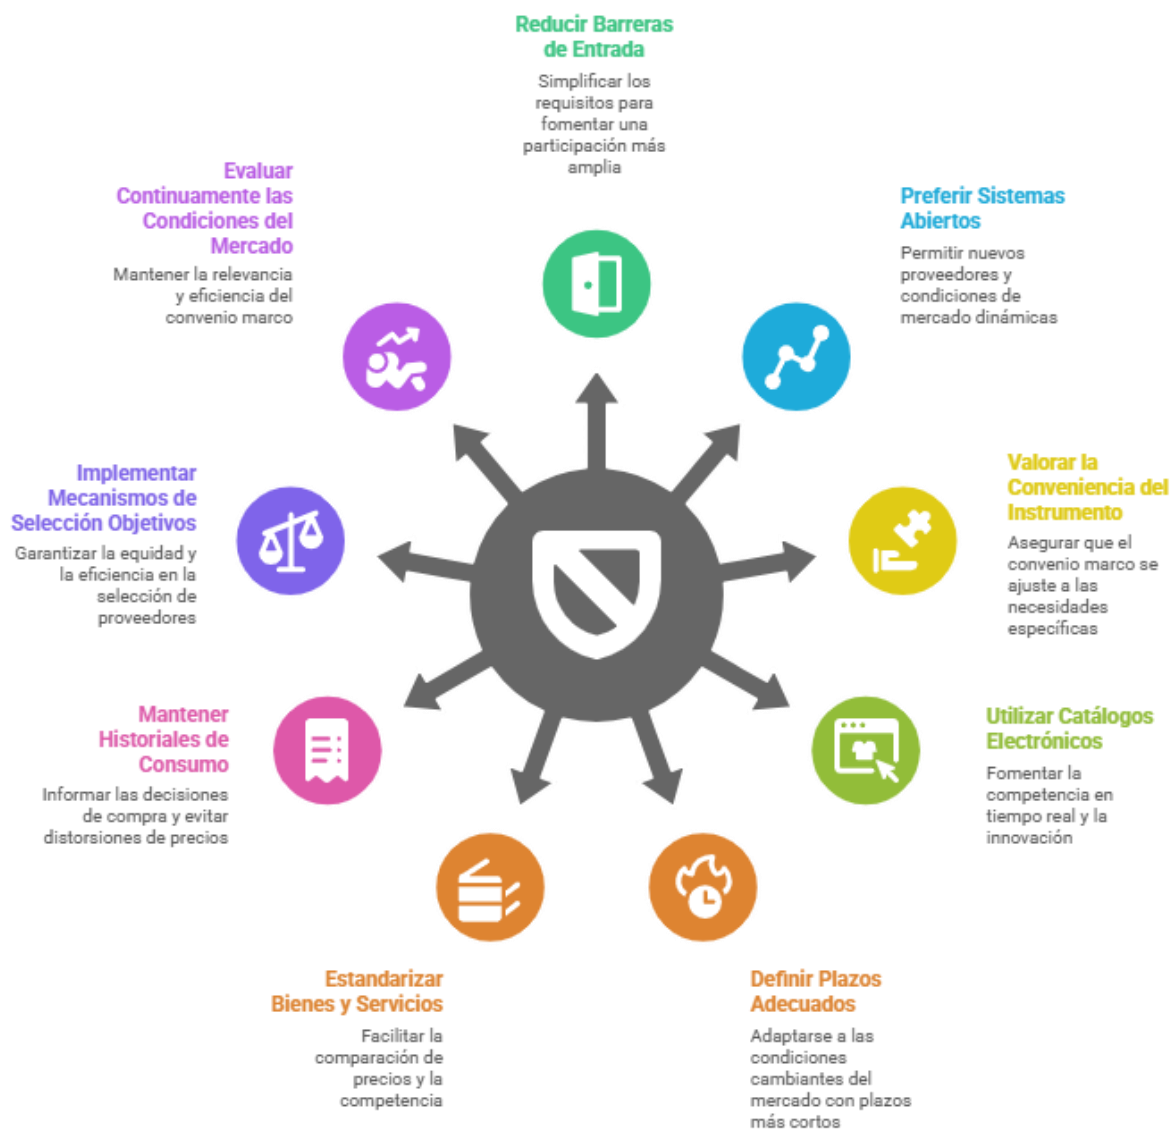 Reducir Barreras
de Entrada
Simplificar los
requisitos para
fomentar una
participación más
amplia
Preferir Sistemas
Abiertos
Permitir nuevos
proveedores y
condiciones de
mercado dinámicas
Valorar la
Conveniencia del
Instrumento
Asegurar que el
convenio marco se
ajuste a las
necesidades
específicas
Utilizar Catálogos
Electrónicos
Fomentar la
competencia en
tiempo real y la
innovación
Definir Plazos
Adecuados
Adaptarse a las
condiciones
cambiantes del
mercado con plazos
más cortos
Estandarizar
Bienes y Servicios
Facilitar la
comparación de
precios y la
competencia
Mantener
Historiales de
Consumo
Informar las decisiones
de compra y evitar
distorsiones de precios
Implementar
Mecanismos de
Selección Objetivos
Garantizar la equidad y
la eficiencia en la
selección de
proveedores
Evaluar
Continuamente las
Condiciones del
Mercado
Mantener la relevancia
y eficiencia del
convenio marco